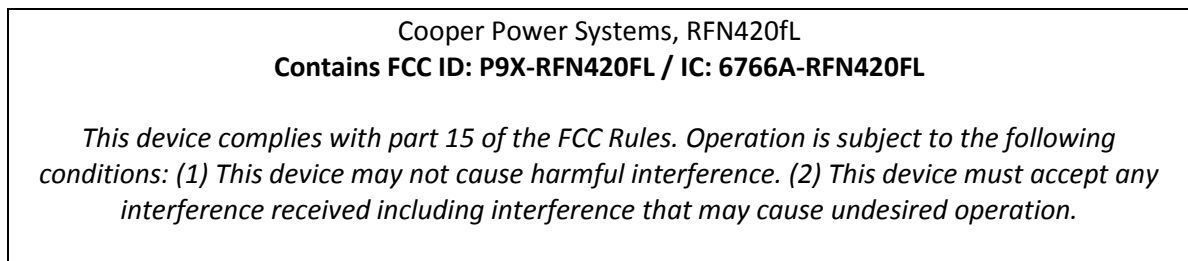 Cooper Power Systems, RFN420fL
Contains FCC ID: P9X-RFN420FL / IC: 6766A-RFN420FL
This device complies with part 15 of the FCC Rules. Operation is subject to the following
conditions: (1) This device may not cause harmful interference. (2) This device must accept any
interference received including interference that may cause undesired operation.